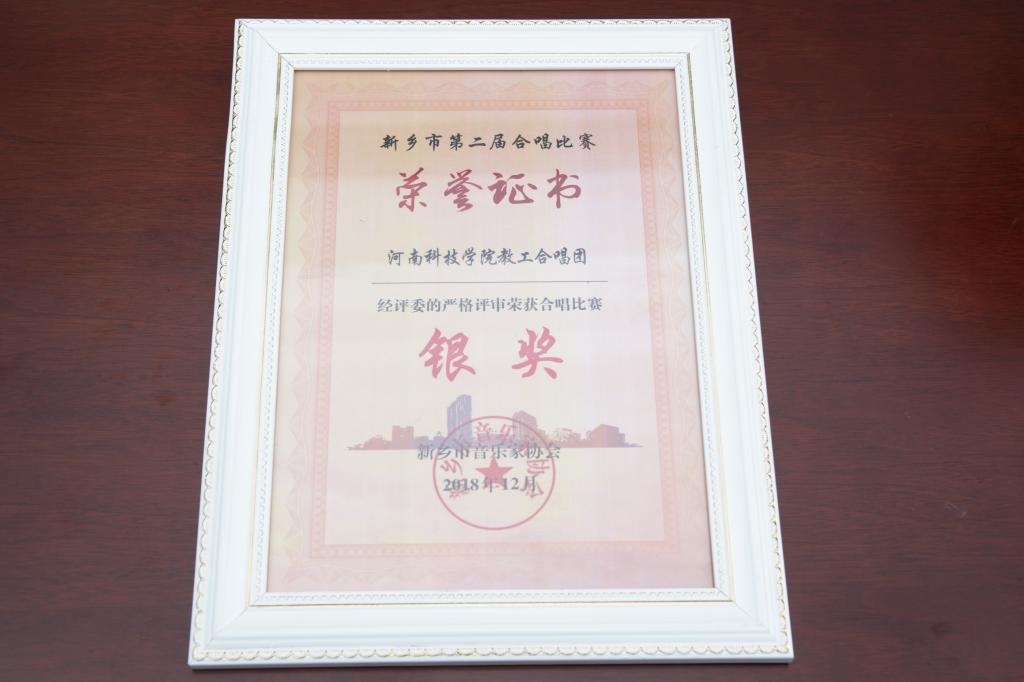 新乡市第二届合唱比赛
荣誉证书
河南科技学院教工合唱团
经评委的严格评审荣获合唱比赛
银奖
新乡市音乐家协会
2018年12月